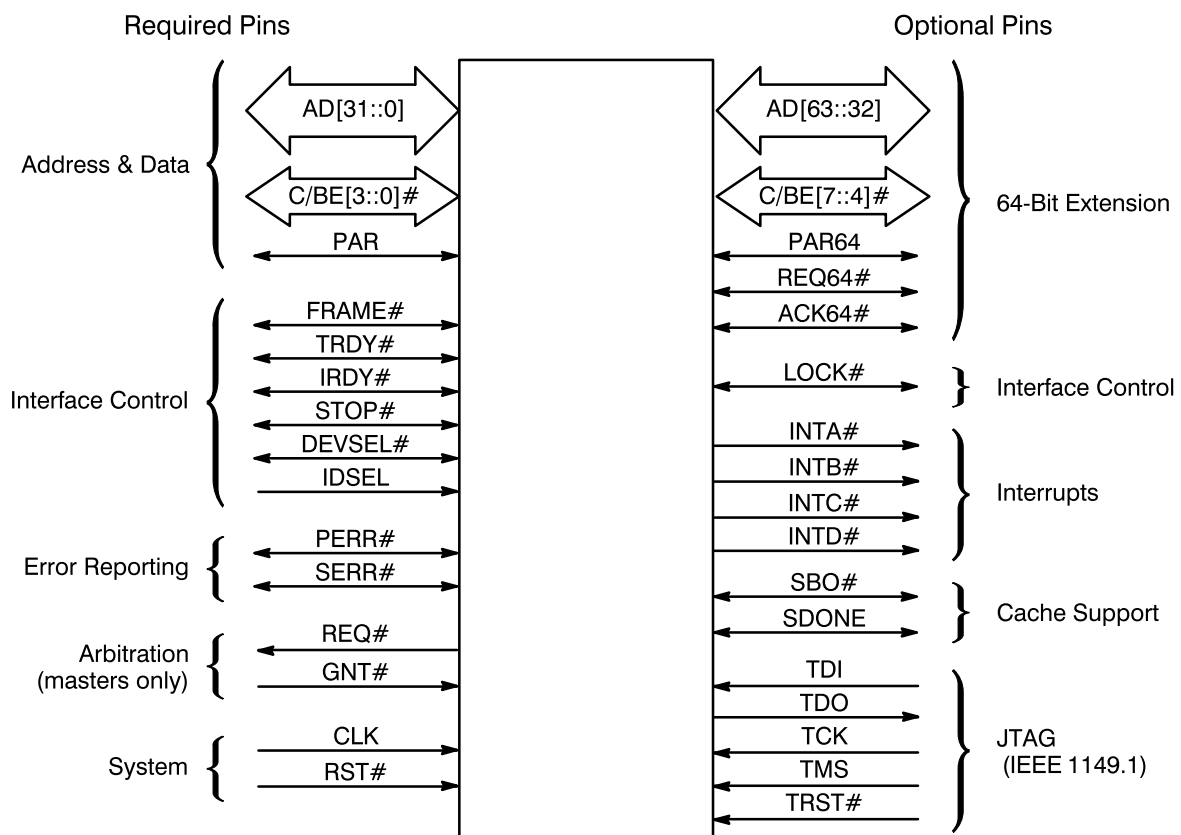 Required Pins
Optional Pins
Address & Data
AD[31::0]
C/BE[3::0]#
PAR
Interface Control
FRAME#
TRDY#
IRDY#
STOP#
DEVSEL#
IDSEL
Error Reporting
PERR#
SERR#
Arbitration
(masters only)
REQ#
GNT#
System
CLK
RST#
AD[63::32]
C/BE[7::4]#
PAR64
REQ64#
ACK64#
64-Bit Extension
LOCK#
Interface Control
INTA#
INTB#
INTC#
INTD#
Interrupts
SBO#
SDONE
Cache Support
TDI
TDO
TCK
TMS
TRST#
JTAG
(IEEE 1149.1)